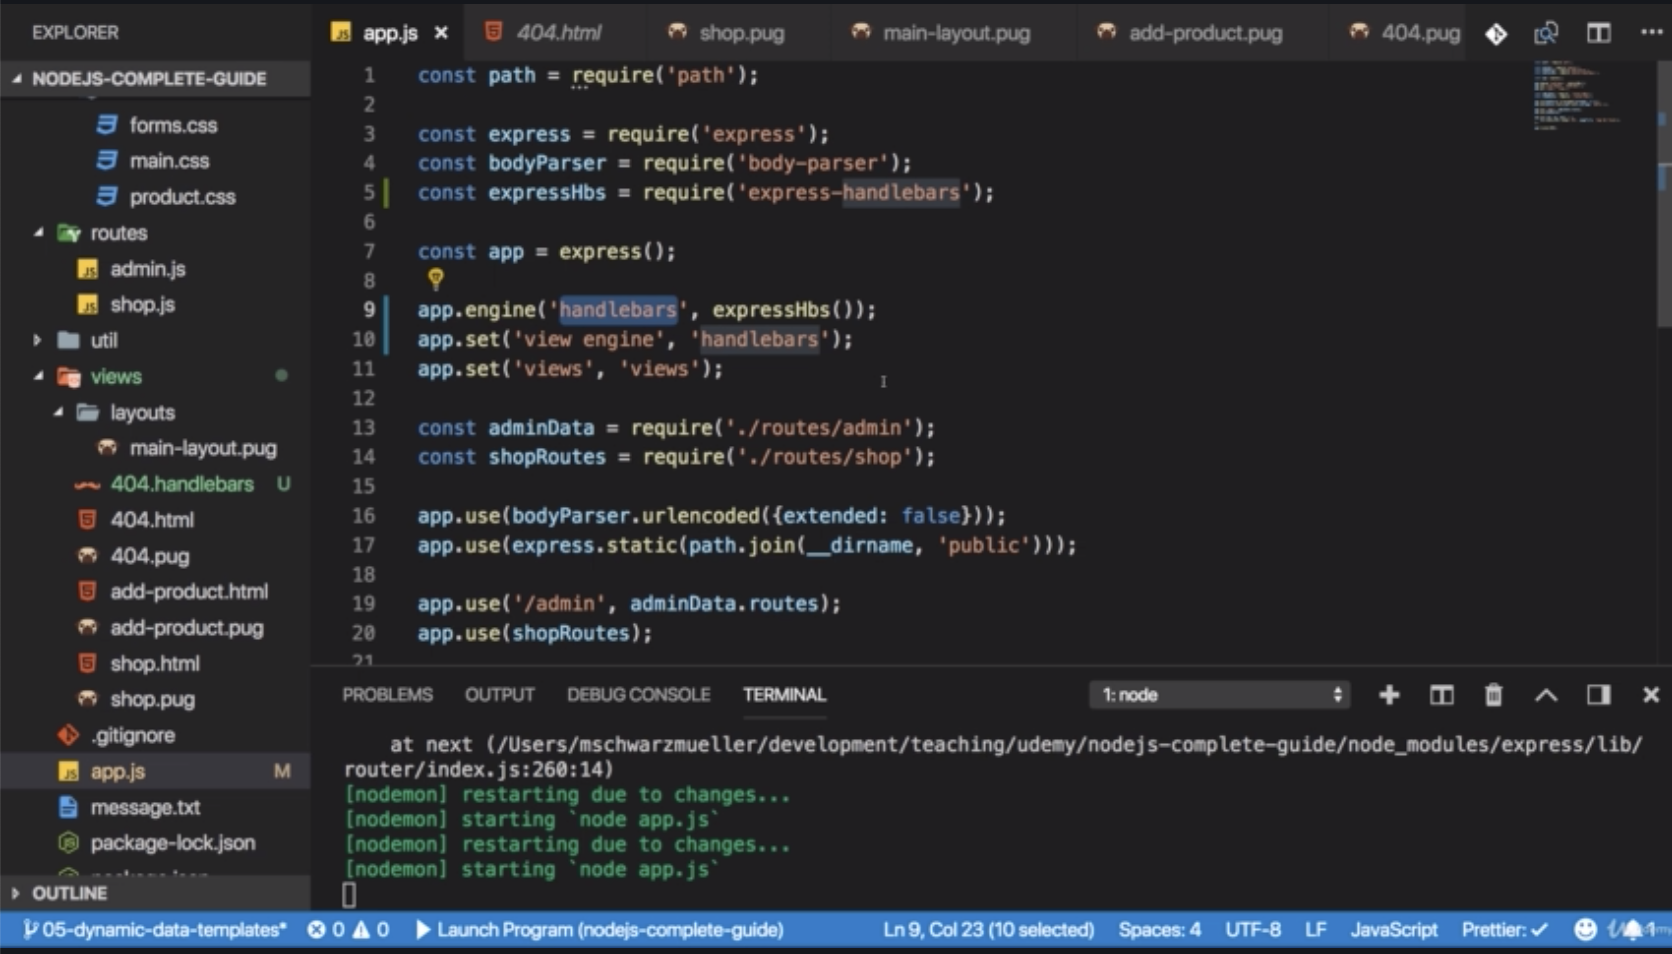 EXPLORER
NODEJS-COMPLETE-GUIDE
forms.css
main.css
product.css
routes
admin.js
shop.js
util
views
layouts
main-layout.pug
404.handlebars U
404.html
404.pug
add-product.html
add-product.pug
shop.html
shop.pug
.gitignore
app.js M
message.txt
package-lock.json
OUTLINE
app.js 404.html shop.pug main-layout.pug add-product.pug 404.pug
1 const path = require('path');
2
3 const express = require('express');
4 const bodyParser = require('body-parser');
5 const expressHbs = require('express-handlebars');
6
7 const app = express();
8
9 app.engine('handlebars', expressHbs());
10 app.set('view engine', 'handlebars');
11 app.set('views', 'views');
12
13 const adminData = require('./routes/admin');
14 const shopRoutes = require('./routes/shop');
15
16 app.use(bodyParser.urlencoded({extended: false}));
17 app.use(express.static(path.join(__dirname, 'public')));
18
19 app.use('/admin', adminData.routes);
20 app.use(shopRoutes);
21
PROBLEMS OUTPUT DEBUG CONSOLE TERMINAL 1: node
at next (/Users/mschwarzmueller/development/teaching/udemy/nodejs-complete-guide/node_modules/express/lib/
router/index.js:260:14)
[nodemon] restarting due to changes...
[nodemon] starting `node app.js`
[nodemon] restarting due to changes...
[nodemon] starting `node app.js`
05-dynamic-data-templates* 0 0 Launch Program (nodejs-complete-guide) Ln 9, Col 23 (10 selected) Spaces: 4 UTF-8 LF JavaScript Prettier: ✓ 1